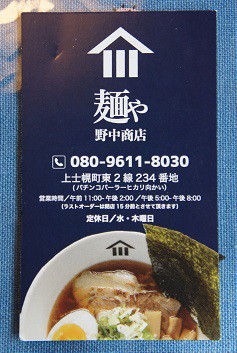 麺や
野中商店
080-9611-8030
上士幌町東2線234番地
(パチンコパーラーヒカリ向かい)
営業時間/午前11:00-午後2:00/午後5:00-午後8:00
(ラストオーダーは閉店15分前とさせて頂きます)
定休日/水・木曜日